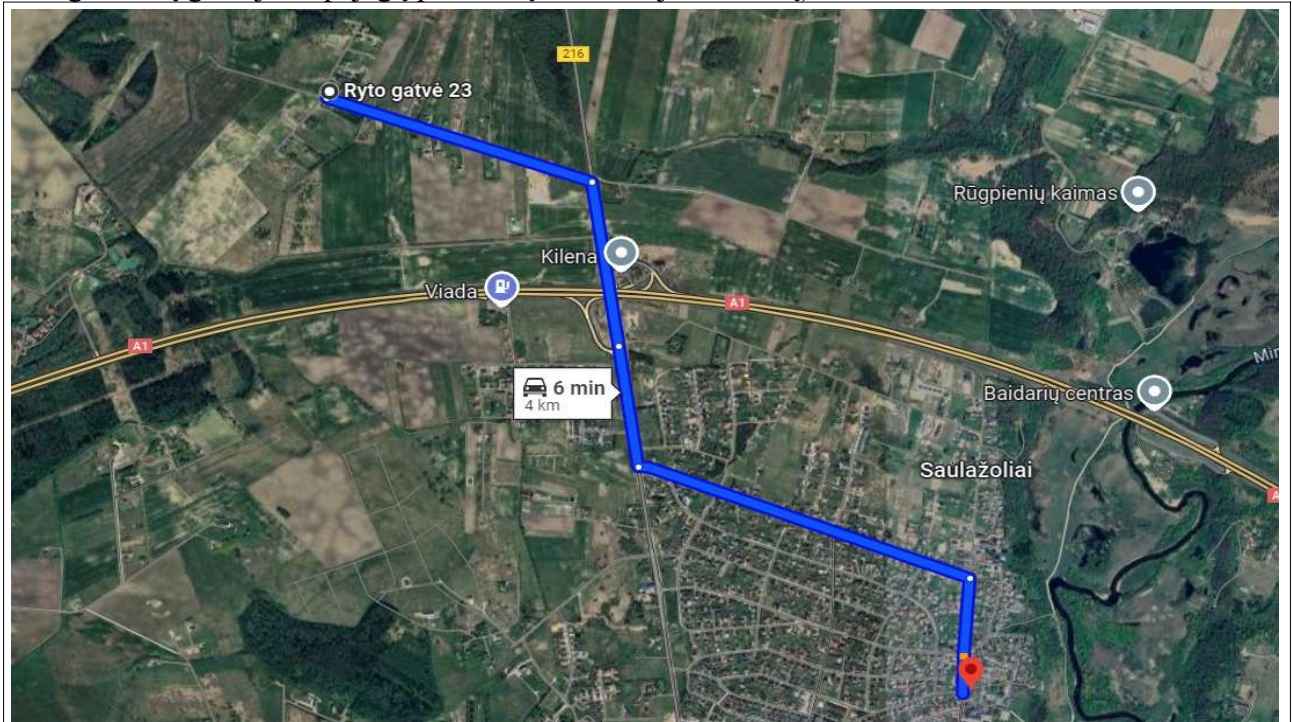 216
Ryto gatvė 23
Rūgpienių kaimas
Kilena
Viada
A1
A1
6 min
4 km
Baidarių centras
Saulažoliai